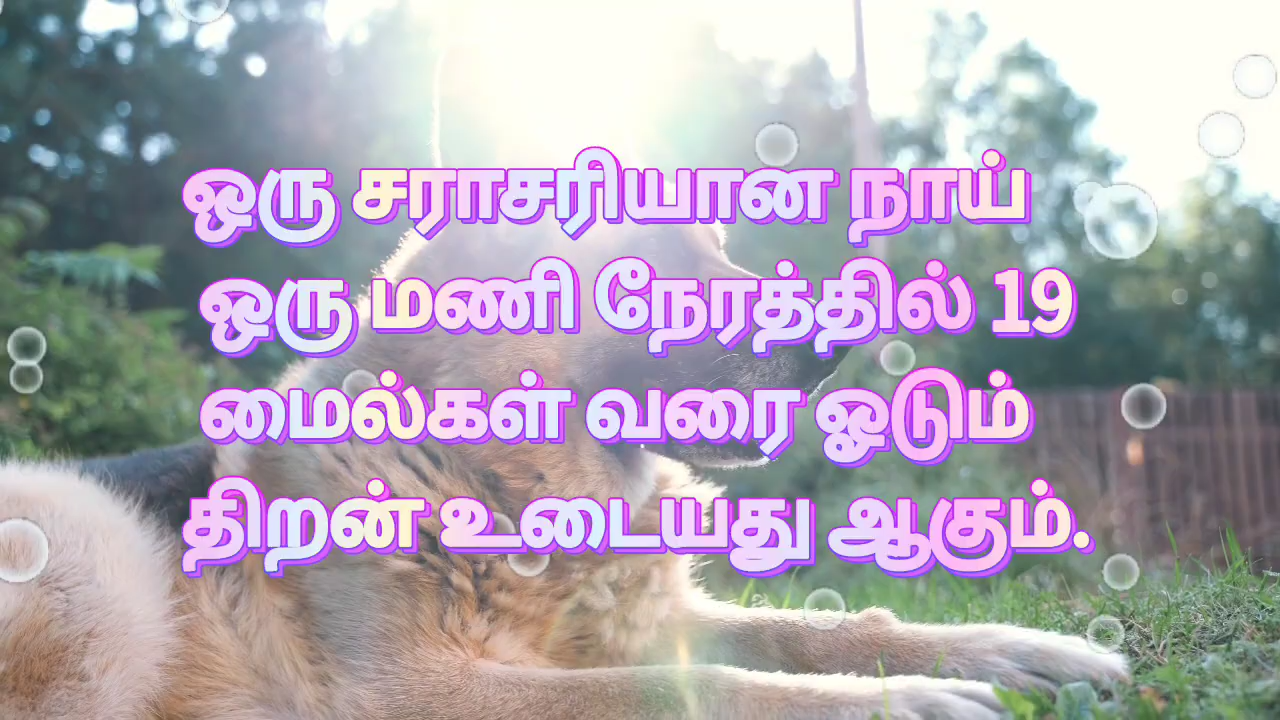 ஒரு சராசரியான நாய்
ஒரு மணி நேரத்தில் 19
மைல்கள் வரை ஓடும்
திறன் உடையது ஆகும்.